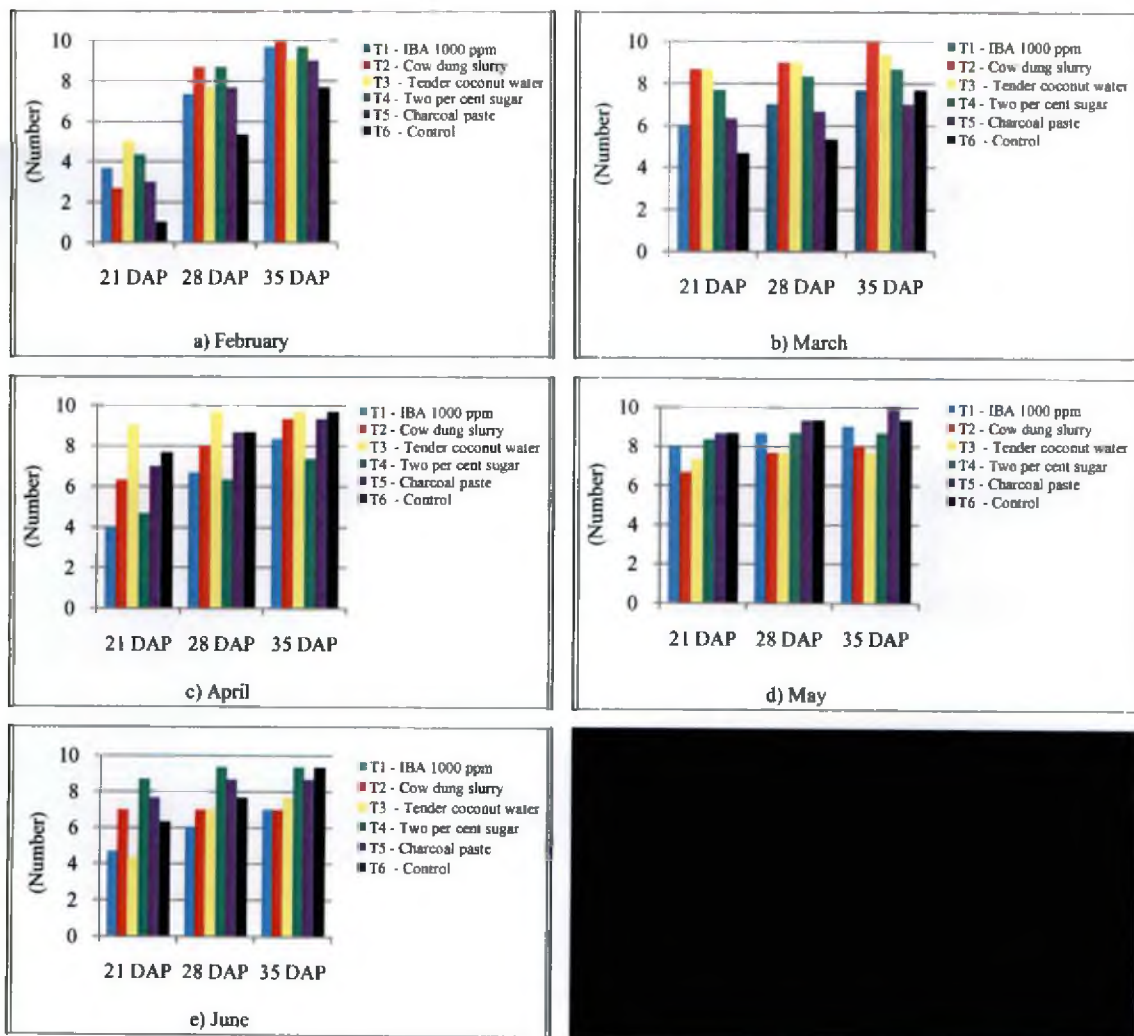 (Number)
10
8
6
4
2
0
21 DAP 28 DAP 35 DAP
T1 - IBA 1000 ppm
T2 - Cow dung slurry
T3 - Tender coconut water
T4 - Two per cent sugar
T5 - Charcoal paste
T6 - Control
a) February
(Number)
10
8
6
4
2
0
21 DAP 28 DAP 35 DAP
T1 - IBA 1000 ppm
T2 - Cow dung slurry
T3 - Tender coconut water
T4 - Two per cent sugar
T5 - Charcoal paste
T6 - Control
b) March
(Number)
10
8
6
4
2
0
21 DAP 28 DAP 35 DAP
T1 - IBA 1000 ppm
T2 - Cow dung slurry
T3 - Tender coconut water
T4 - Two per cent sugar
T5 - Charcoal paste
T6 - Control
c) April
(Number)
10
8
6
4
2
0
21 DAP 28 DAP 35 DAP
T1 - IBA 1000 ppm
T2 - Cow dung slurry
T3 - Tender coconut water
T4 - Two per cent sugar
T5 - Charcoal paste
T6 - Control
d) May
(Number)
10
8
6
4
2
0
21 DAP 28 DAP 35 DAP
T1 - IBA 1000 ppm
T2 - Cow dung slurry
T3 - Tender coconut water
T4 - Two per cent sugar
T5 - Charcoal paste
T6 - Control
e) June